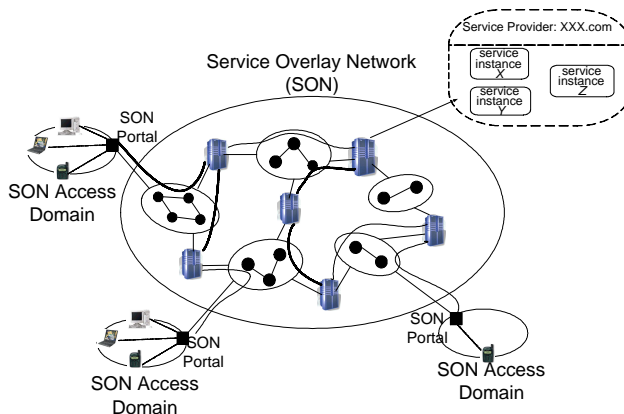 Service Provider: XXX.com
service
instance
X
service
instance
Z
service
instance
Y
Service Overlay Network
(SON)
SON
Portal
SON Access
Domain
SON
Portal
SON Access
Domain
SON
Portal
SON Access
Domain